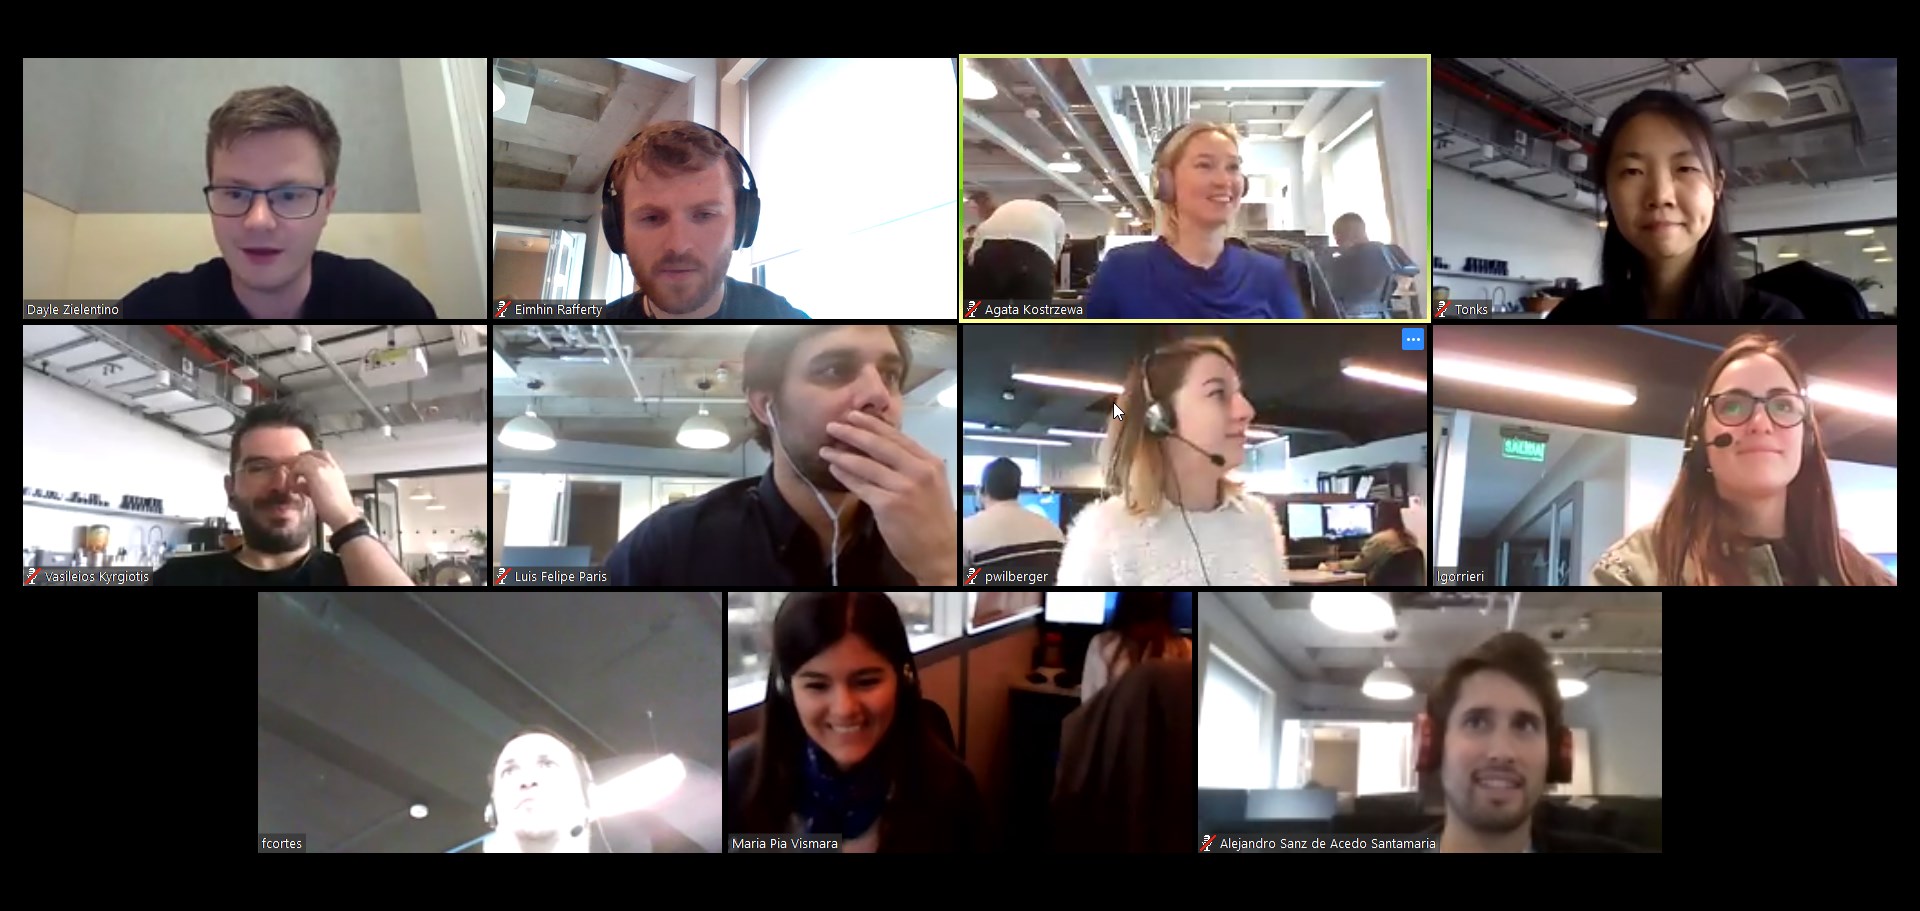 Dayle Zielentino
Eimhin Rafferty
Agata Kostrzewa
Tonks
Vasileios Kyrgiotis
Luis Felipe Paris
pwilberger
SALIDA
lgorrieri
fcortes
Maria Pia Vismara
Alejandro Sanz de Acedo Santamaria